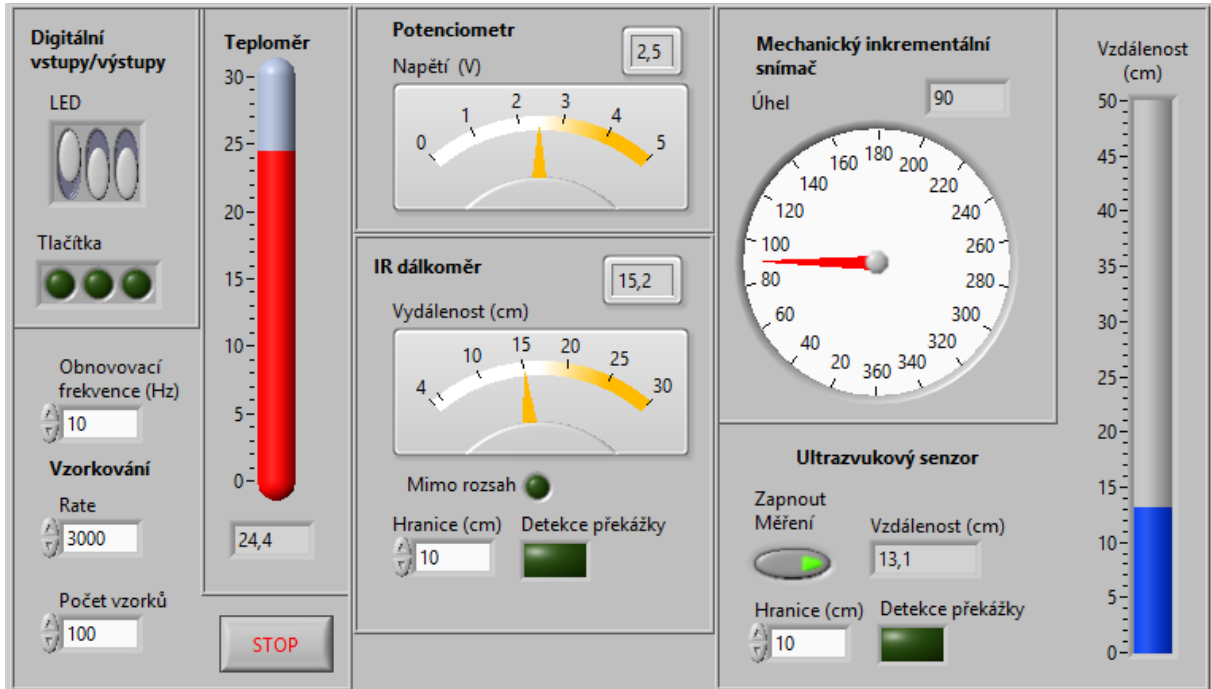 Digitální
vstupy/výstupy
LED
Tlačítka
Obnovovací
frekvence (Hz)
10
Vzorkování
Rate
3000
Počet vzorků
100
Teploměr
30
25
20
15
10
5
0
24,4
STOP
Potenciometr
2,5
Napětí (V)
0 1 2 3 4 5
IR dálkoměr
15,2
Vydálenost (cm)
4 10 15 20 25 30
Mimo rozsah
Hranice (cm) Detekce překážky
10
Mechanický inkrementální
snímač
Úhel 90
20 40 60 80 100 120 140 160 180 200 220 240 260 280 300 320 340 360
Ultrazvukový senzor
Zapnout
Měření
Vzdálenost (cm)
13,1
Hranice (cm) Detekce překážky
10
Vzdálenost
(cm)
50
45
40
35
30
25
20
15
10
5
0